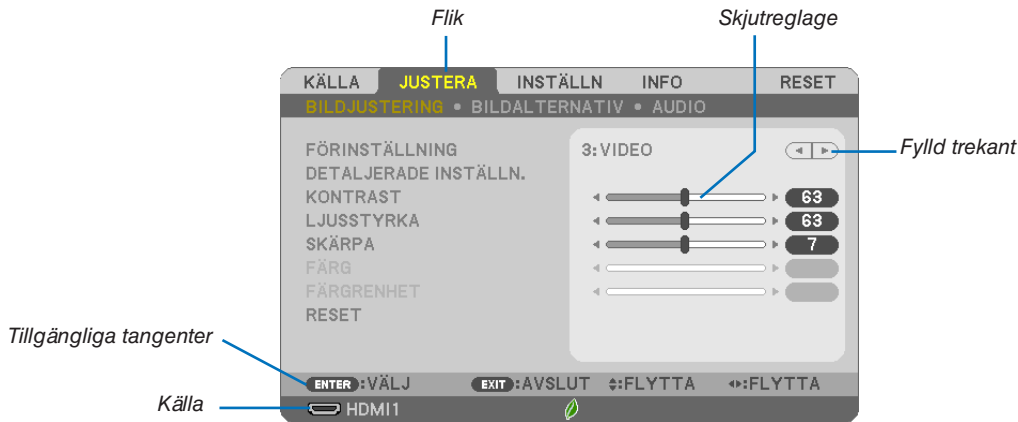 Flik
Skjutreglage
KÄLLA JUSTERA INSTÄLLN INFO RESET
BILDJUSTERING • BILDALTERNATIV • AUDIO
FÖRINSTÄLLNING 3:VIDEO
Fylld trekant
DETALJERADE INSTÄLLN.
KONTRAST 63
LJUSSTYRKA 63
SKÄRPA 7
FÄRG
FÄRGRENHET
RESET
Tillgängliga tangenter
ENTER:VÄLJ EXIT:AVSLUT :FLYTTA :FLYTTA
Källa
HDMI1